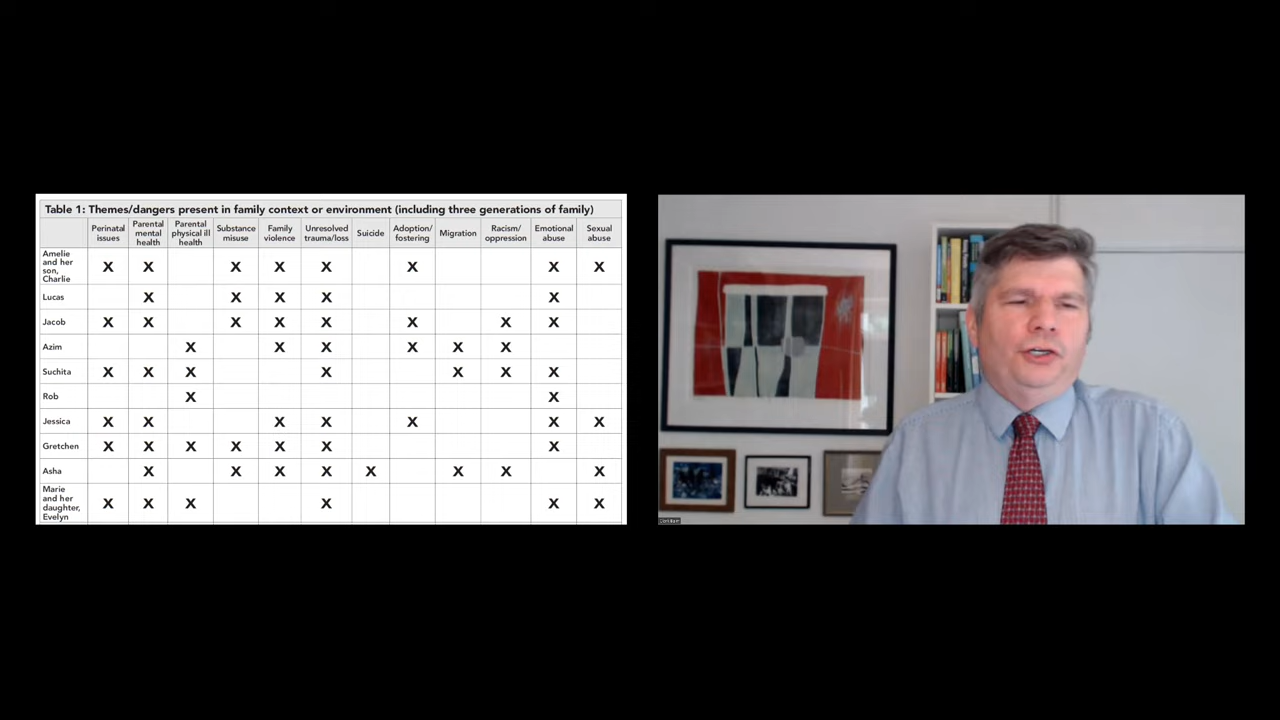 Table 1: Themes/dangers present in family context or environment (including three generations of family)
Perinatal issues Parental mental health Parental physical ill health Substance misuse Family violence Unresolved trauma/loss Suicide Adoption/fostering Migration Racism/oppression Emotional abuse Sexual abuse
Amelie and her son, Charlie X X X X X X X X
Lucas X X X X X
Jacob X X X X X X X X
Azim X X X X X X
Suchita X X X X X X X
Rob X X
Jessica X X X X X X X
Gretchen X X X X X X X
Asha X X X X X X X X
Marie and her daughter, Evelyn X X X X X X